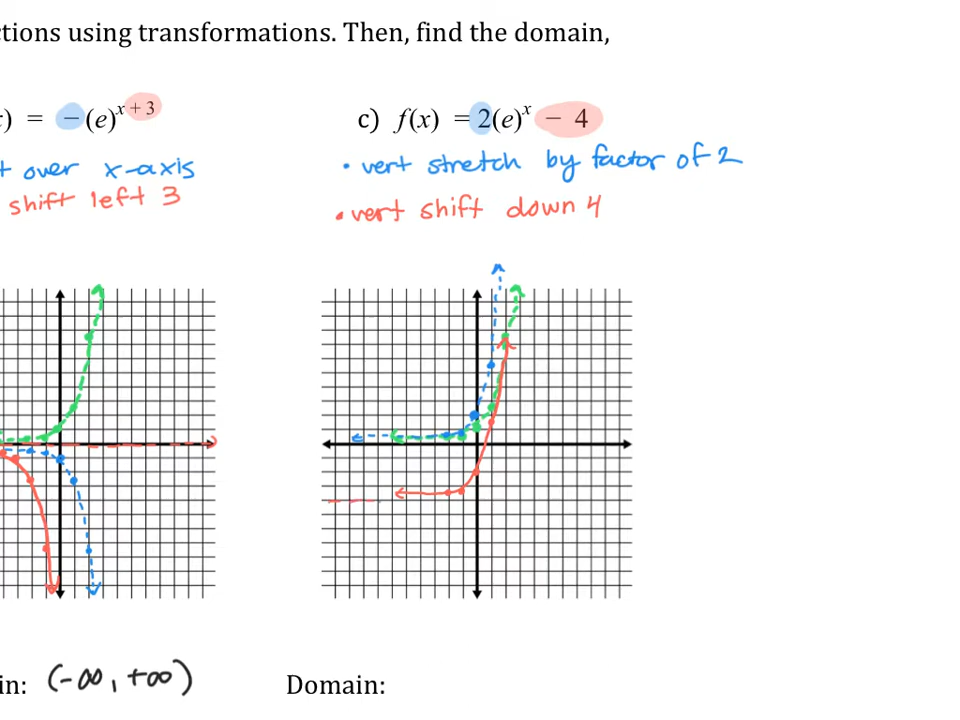 ctions using transformations. Then, find the domain,
) = −(e)^{x + 3}
c) f(x) = 2(e)^x − 4
t over x-axis
shift left 3
• vert stretch by factor of 2
• vert shift down 4
in: (-∞, +∞)
Domain: